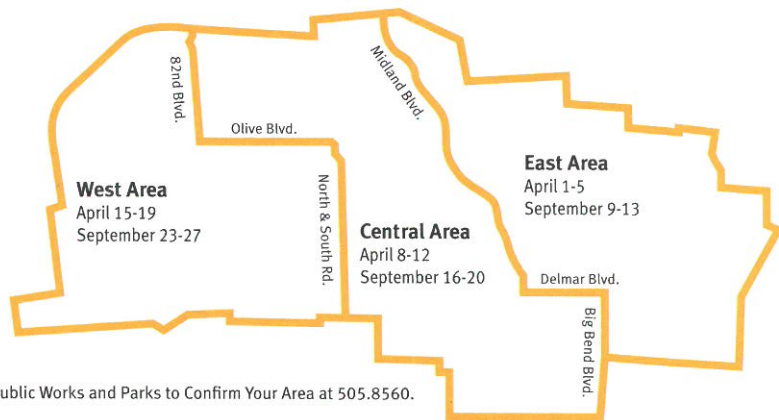 82nd Blvd.
Midland Blvd.
Olive Blvd.
East Area
April 1-5
September 9-13
West Area
April 15-19
September 23-27
North & South Rd.
Central Area
April 8-12
September 16-20
Delmar Blvd.
Big Bend Blvd.
ublic Works and Parks to Confirm Your Area at 505.8560.